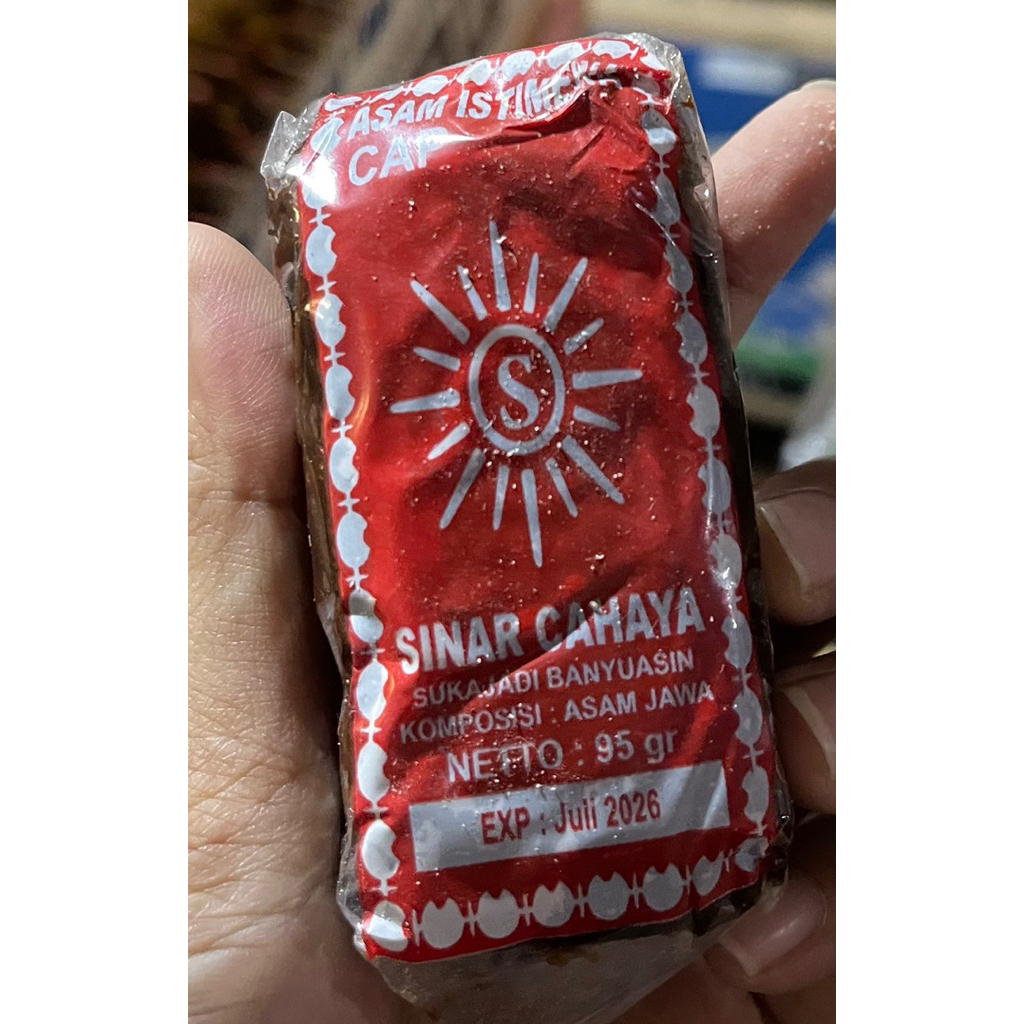 ASAM ISTIMEWA
CAP
S
SINAR CAHAYA
SUKAJADI BANYUASIN
KOMPOSISI : ASAM JAWA
NETTO : 95 gr
EXP : Juli 2026